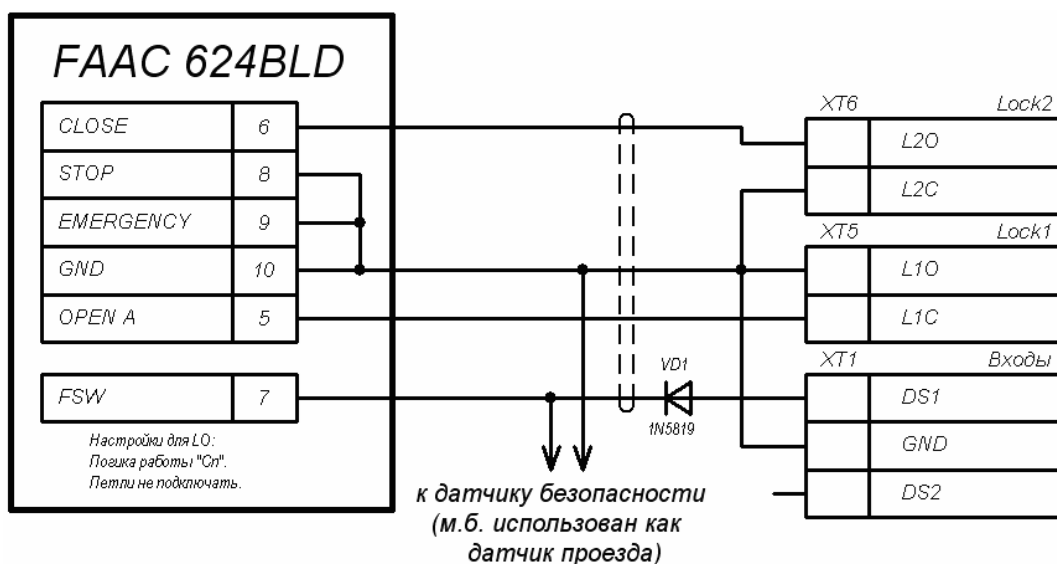 FAAC 624BLD
CLOSE 6
STOP 8
EMERGENCY 9
GND 10
OPEN A 5
FSW 7
Настройки для LO:
Логика работы "Cn".
Петли не подключать.
VD1
1N5819
к датчику безопасности
(м.б. использован как
датчик проезда)
XT6 Lock2
L2O
L2C
XT5 Lock1
L1O
L1C
XT1 Входы
DS1
GND
DS2